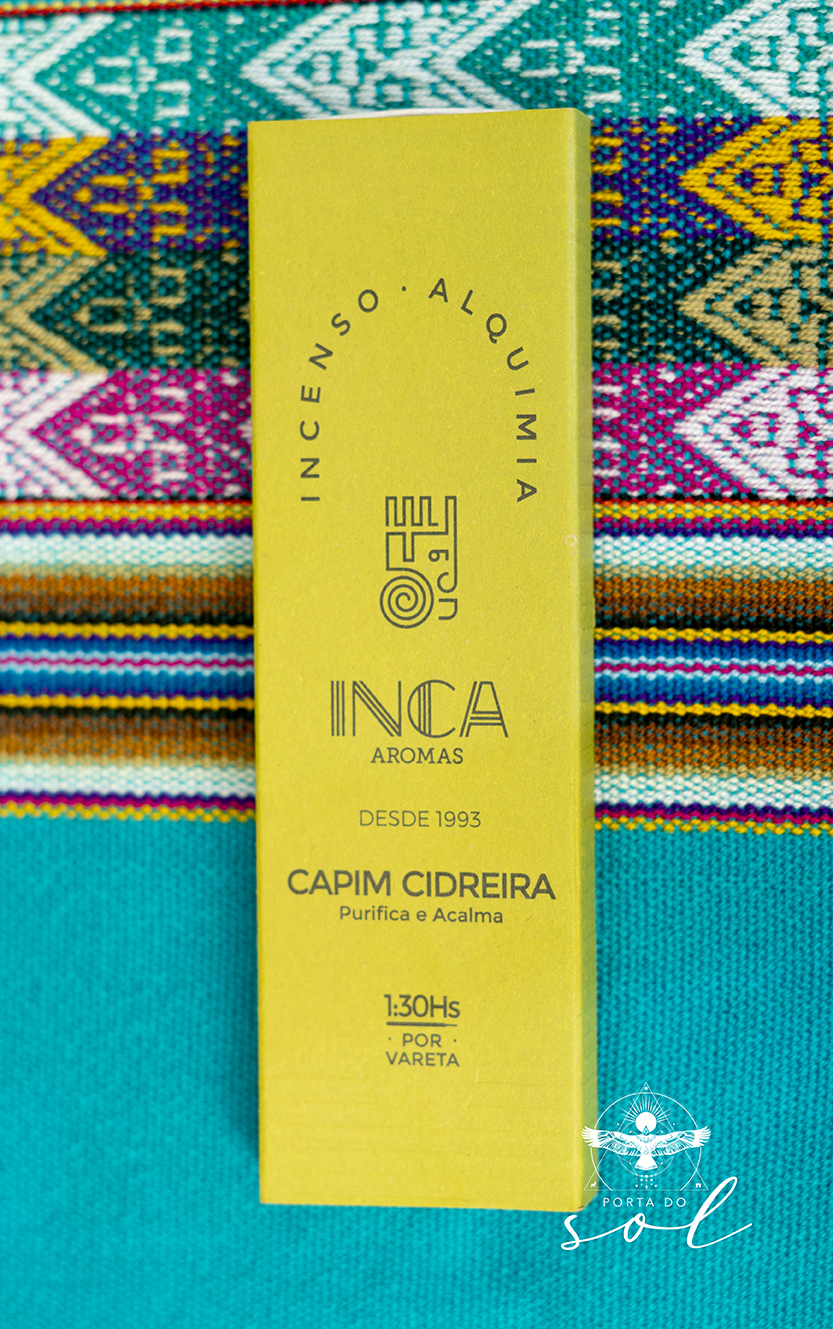 INCENSO · ALQUIMIA
INCA
AROMAS
DESDE 1993
CAPIM CIDREIRA
Purifica e Acalma
1:30Hs
· POR ·
VARETA
PORTA DO
sol